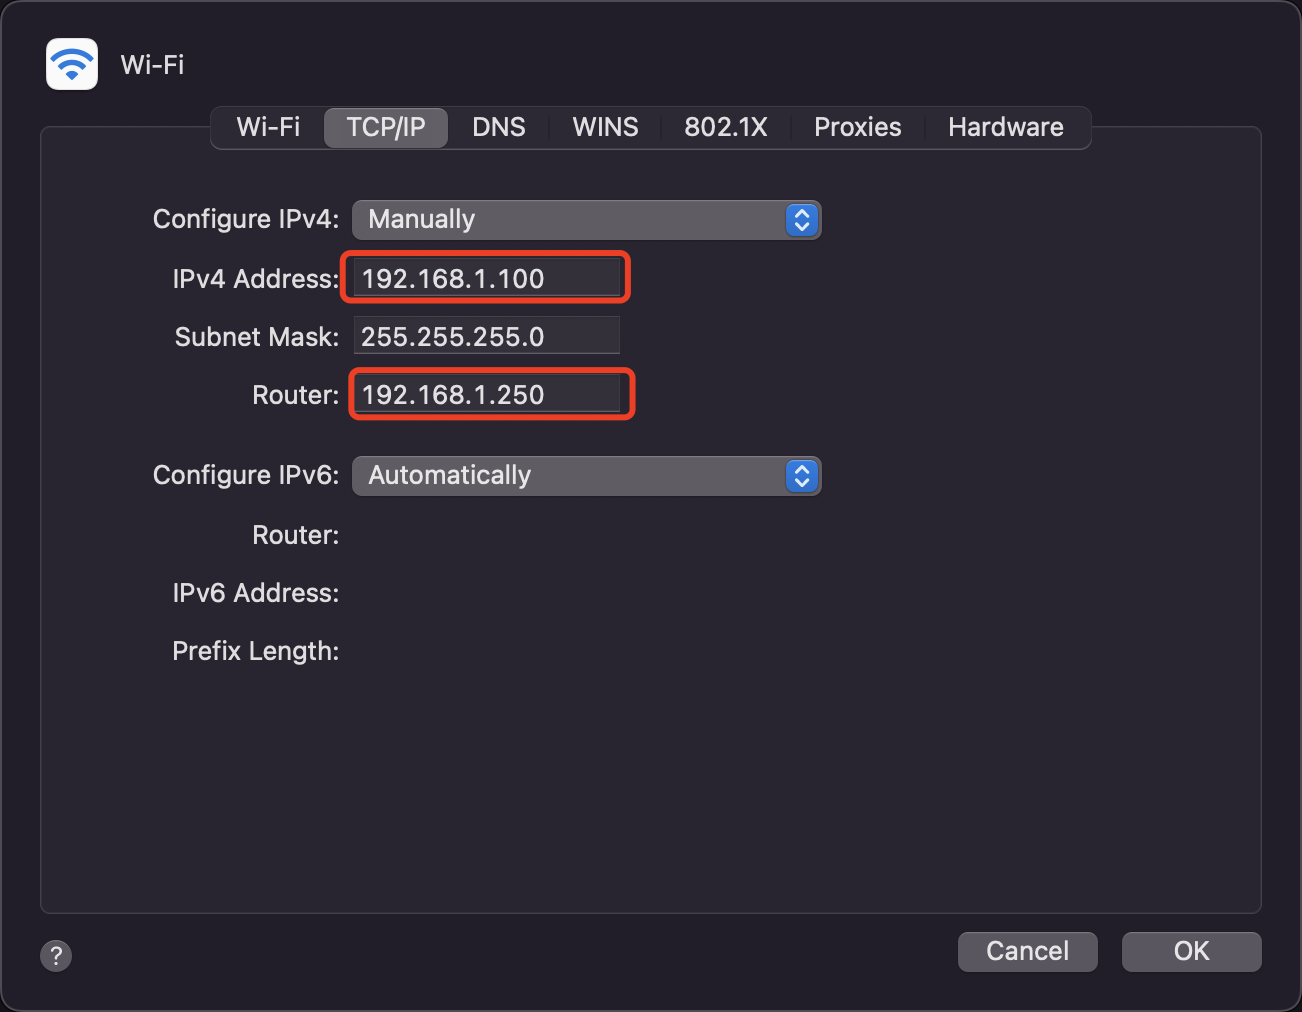 Wi-Fi
Wi-Fi TCP/IP DNS WINS 802.1X Proxies Hardware
Configure IPv4: Manually
IPv4 Address: 192.168.1.100
Subnet Mask: 255.255.255.0
Router: 192.168.1.250
Configure IPv6: Automatically
Router:
IPv6 Address:
Prefix Length:
? Cancel OK